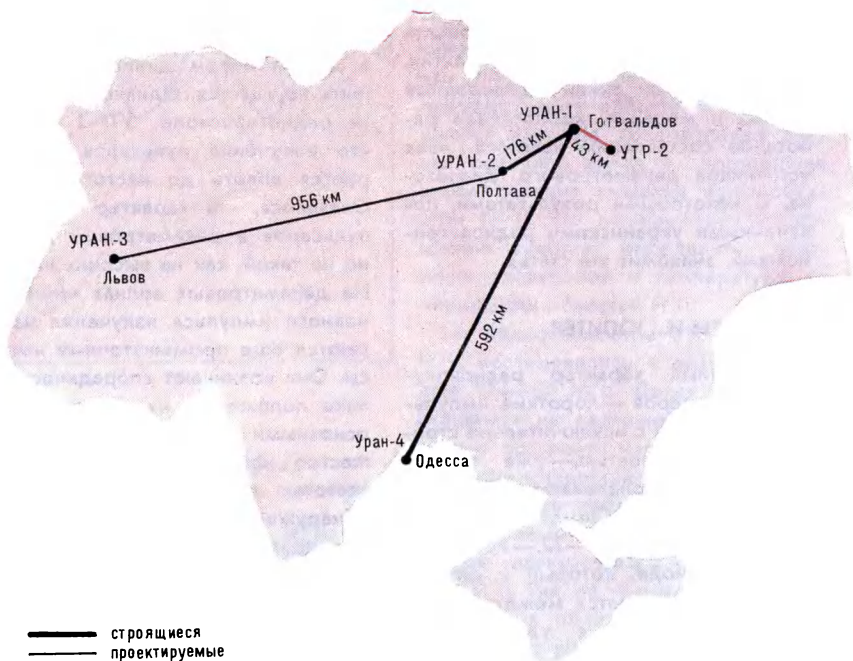 УРАН-1
Готвальдов
43 км
УТР-2
176 км
УРАН-2
Полтава
956 км
УРАН-3
Львов
592 км
Уран-4
Одесса
строящиеся
проектируемые